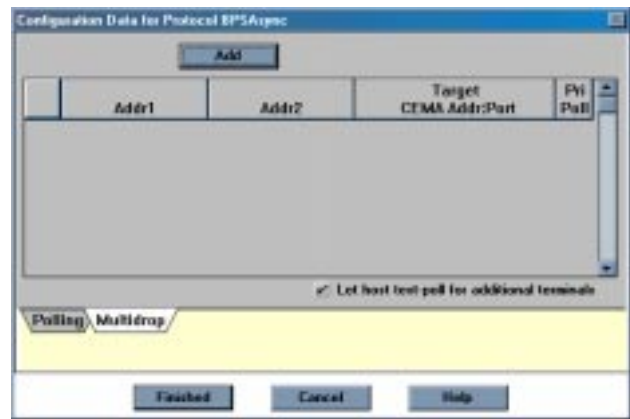 Configuration Data for Protocol BPSAsync
Add
Addr1
Addr2
Target
CEMA Addr:Port
Pri
Poll
Let host test-poll for additional terminals
Polling
Multidrop
Finished
Cancel
Help